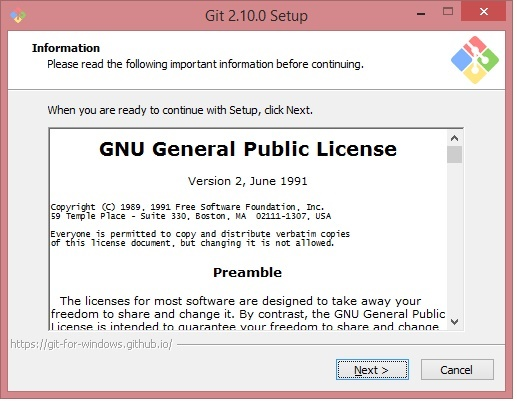 Git 2.10.0 Setup
Information
Please read the following important information before continuing.
When you are ready to continue with Setup, click Next.
GNU General Public License
Version 2, June 1991
Copyright (C) 1989, 1991 Free Software Foundation, Inc.
59 Temple Place - Suite 330, Boston, MA  02111-1307, USA
Everyone is permitted to copy and distribute verbatim copies
of this license document, but changing it is not allowed.
Preamble
The licenses for most software are designed to take away your
freedom to share and change it. By contrast, the GNU General Public
License is intended to guarantee your freedom to share and change
https://git-for-windows.github.io/
Next >
Cancel